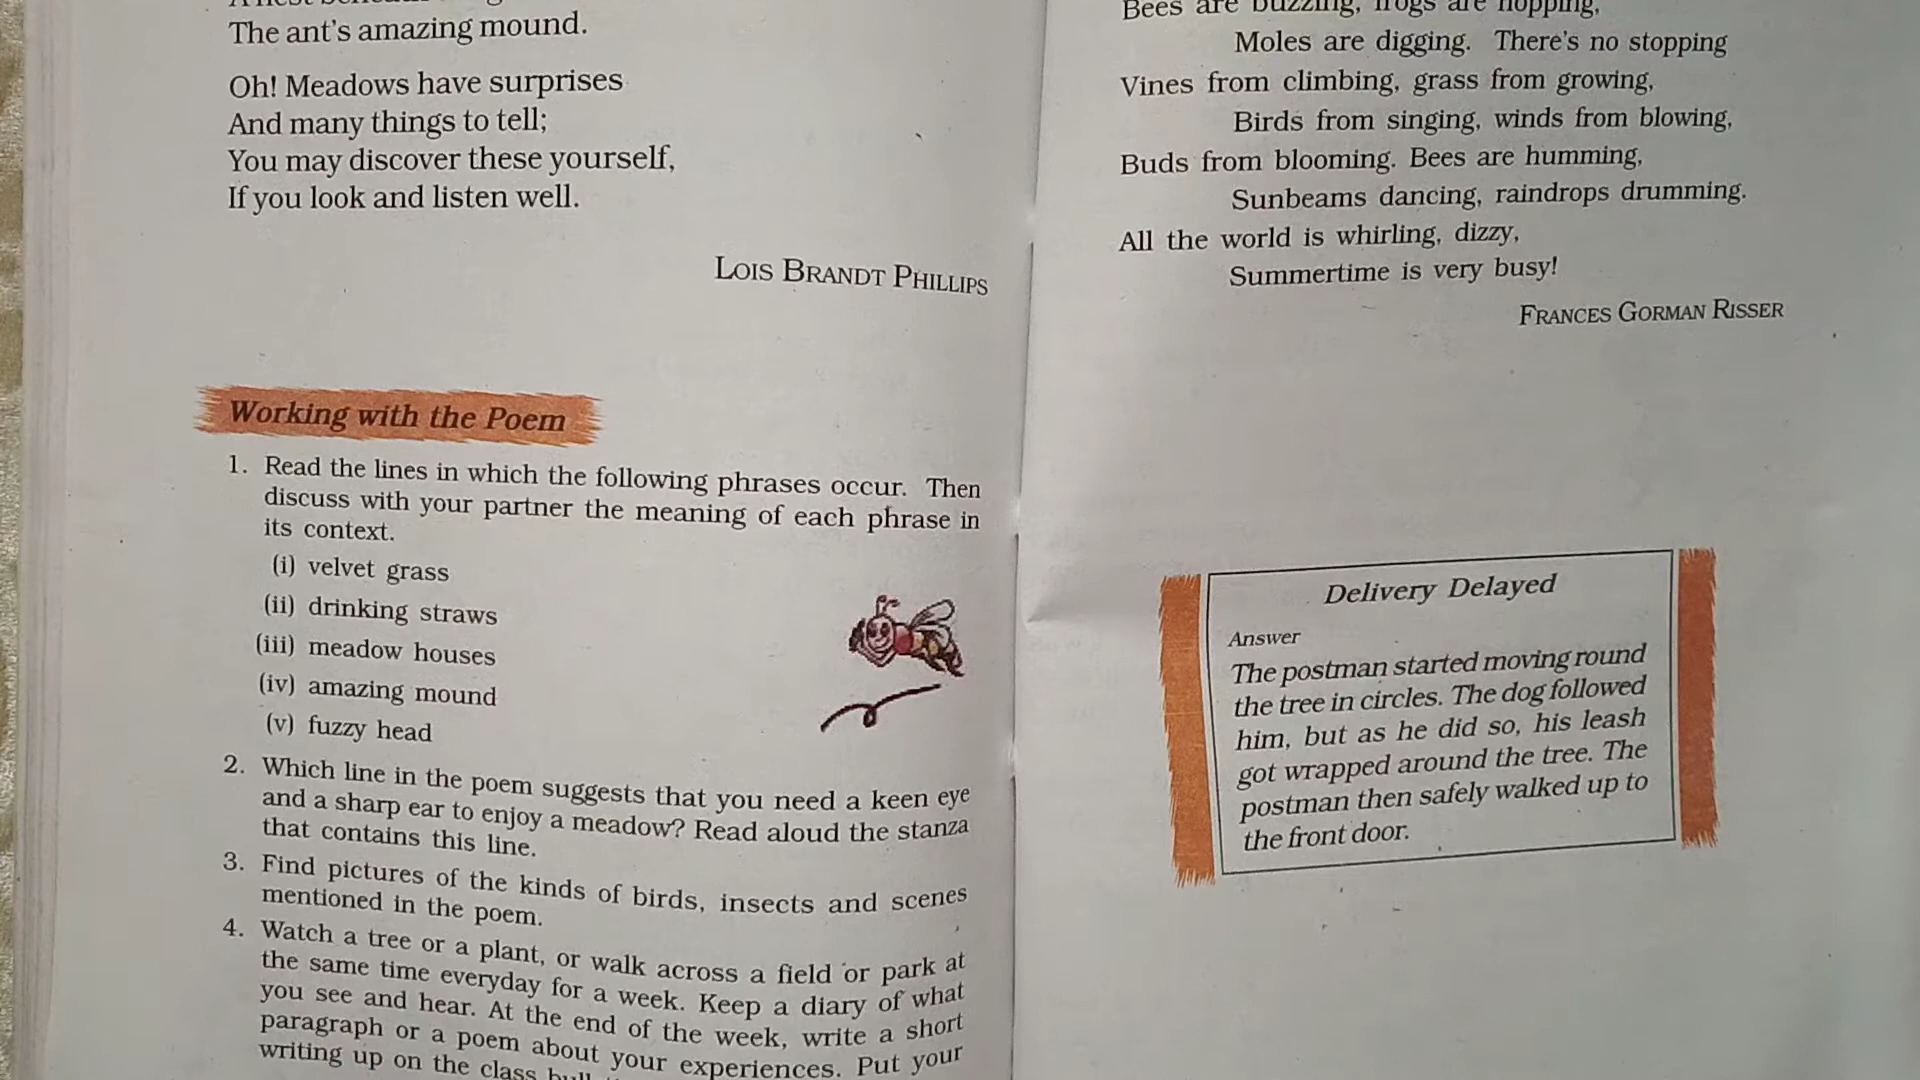 The ant's amazing mound.
Oh! Meadows have surprises
And many things to tell;
You may discover these yourself,
If you look and listen well.
LOIS BRANDT PHILLIPS
Working with the Poem
1. Read the lines in which the following phrases occur. Then
discuss with your partner the meaning of each phrase in
its context.
(i) velvet grass
(ii) drinking straws
(iii) meadow houses
(iv) amazing mound
(v) fuzzy head
2. Which line in the poem suggests that you need a keen eye
and a sharp ear to enjoy a meadow? Read aloud the stanza
that contains this line.
3. Find pictures of the kinds of birds, insects and scenes
mentioned in the poem.
4. Watch a tree or a plant, or walk across a field or park at
the same time everyday for a week. Keep a diary of what
you see and hear. At the end of the week, write a short
paragraph or a poem about your experiences. Put your
writing up on the class
Bees are buzzing, frogs are hopping,
Moles are digging. There's no stopping
Vines from climbing, grass from growing,
Birds from singing, winds from blowing,
Buds from blooming. Bees are humming,
Sunbeams dancing, raindrops drumming.
All the world is whirling, dizzy,
Summertime is very busy!
FRANCES GORMAN RISSER
Delivery Delayed
Answer
The postman started moving round
the tree in circles. The dog followed
him, but as he did so, his leash
got wrapped around the tree. The
postman then safely walked up to
the front door.